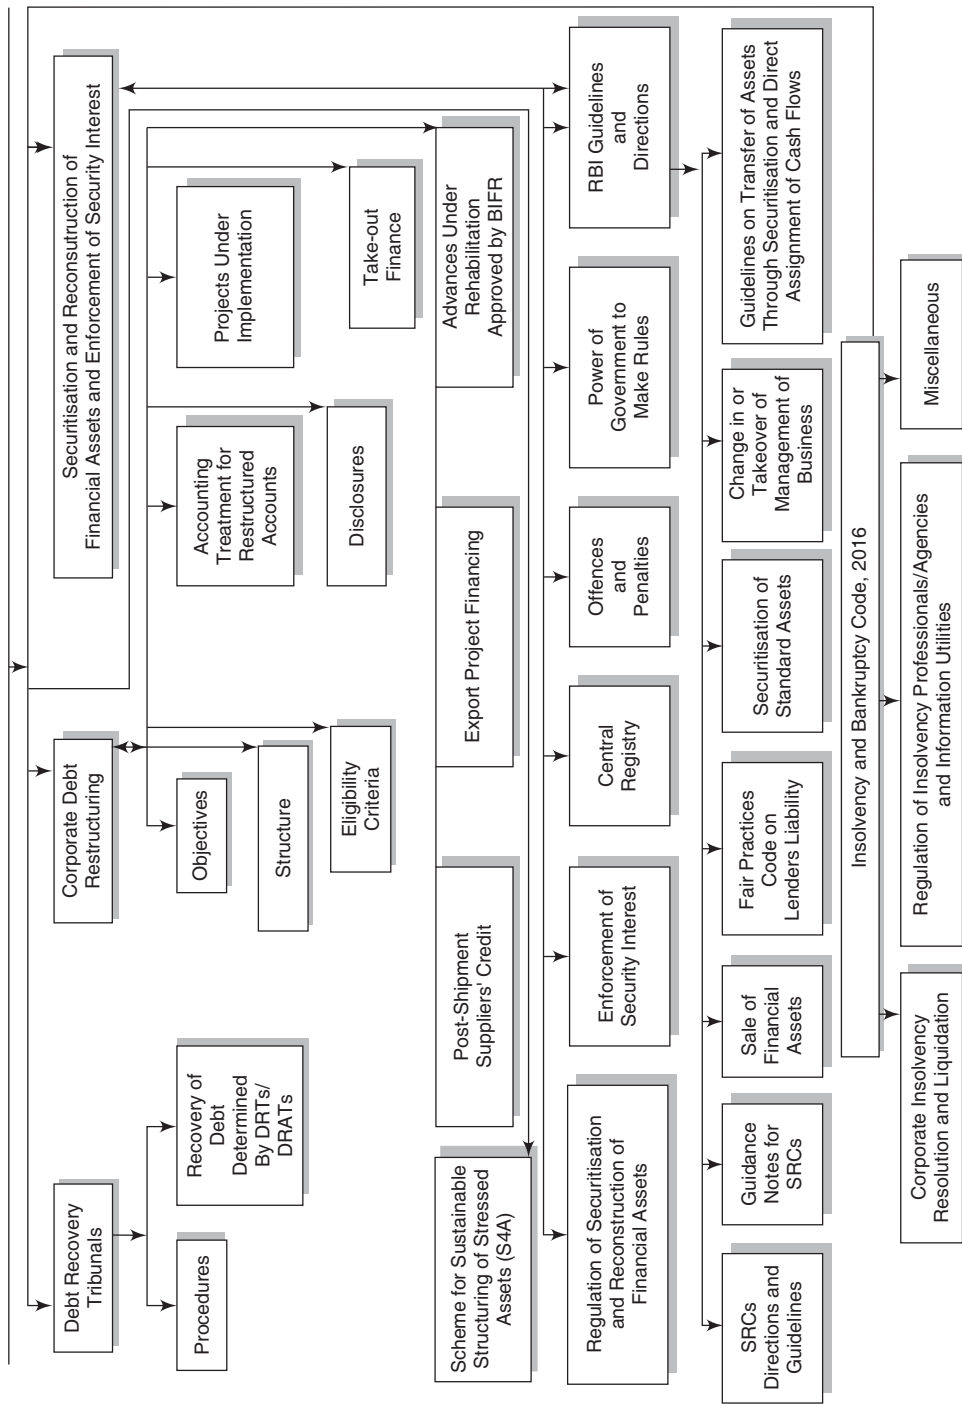 Debt Recovery
Tribunals
Corporate Debt
Restructuring
Securitisation and Reconstruction of
Financial Assets and Enforcement of Security Interest
Procedures
Recovery of
Debt
Determined
By DRTs/
DRATs
Objectives
Accounting
Treatment for
Restructured
Accounts
Projects Under
Implementation
Structure
Eligibility
Criteria
Disclosures
Take-out
Finance
Scheme for Sustainable
Structuring of Stressed
Assets (S4A)
Post-Shipment
Suppliers' Credit
Export Project Financing
Advances Under
Rehabilitation
Approved by BIFR
Regulation of Securitisation
and Reconstruction of
Financial Assets
Enforcement of
Security Interest
Central
Registry
Offences
and
Penalties
Power of
Government to
Make Rules
RBI Guidelines
and
Directions
SRCs
Directions and
Guidelines
Guidance
Notes for
SRCs
Sale of
Financial
Assets
Fair Practices
Code on
Lenders Liability
Securitisation of
Standard Assets
Change in or
Takeover of
Management of
Business
Guidelines on Transfer of Assets
Through Securitisation and Direct
Assignment of Cash Flows
Insolvency and Bankruptcy Code, 2016
Corporate Insolvency
Resolution and Liquidation
Regulation of Insolvency Professionals/Agencies
and Information Utilities
Miscellaneous